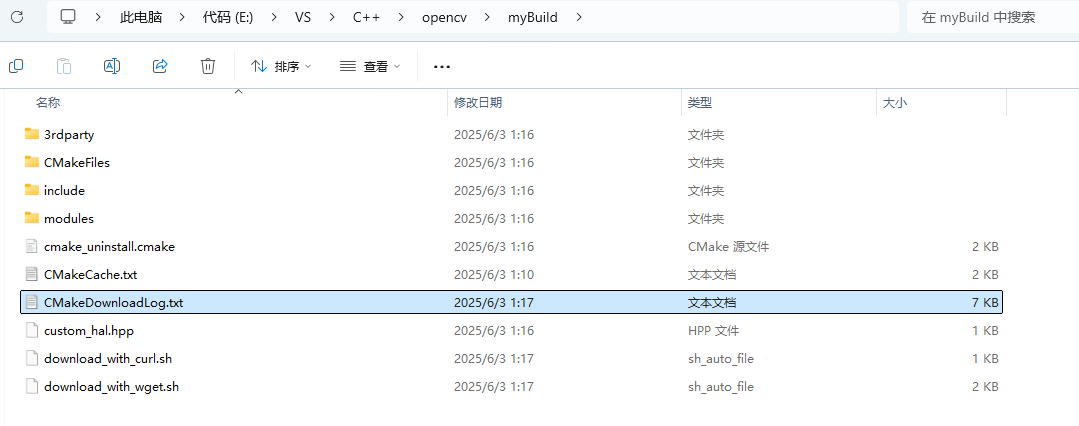 此电脑 代码 (E:) VS C++ opencv myBuild 在 myBuild 中搜索
排序 查看
名称 修改日期 类型 大小
3rdparty 2025/6/3 1:16 文件夹
CMakeFiles 2025/6/3 1:16 文件夹
include 2025/6/3 1:16 文件夹
modules 2025/6/3 1:16 文件夹
cmake_uninstall.cmake 2025/6/3 1:16 CMake 源文件 2 KB
CMakeCache.txt 2025/6/3 1:10 文本文档 2 KB
CMakeDownloadLog.txt 2025/6/3 1:17 文本文档 7 KB
custom_hal.hpp 2025/6/3 1:16 HPP 文件 1 KB
download_with_curl.sh 2025/6/3 1:17 sh_auto_file 1 KB
download_with_wget.sh 2025/6/3 1:17 sh_auto_file 2 KB